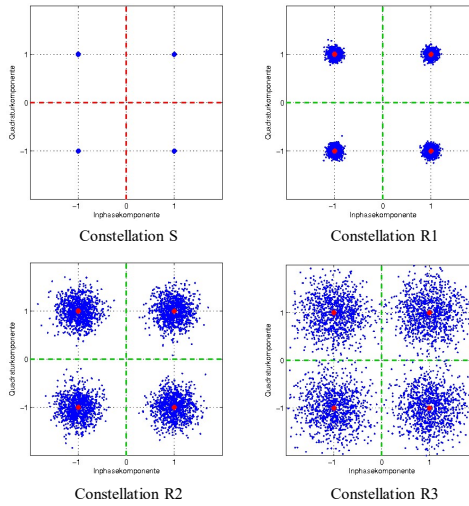 Quadraturkomponente
1
0
−1
−1
0
1
Inphasekomponente
Constellation S
Quadraturkomponente
1
0
−1
−1
0
1
Inphasekomponente
Constellation R1
Quadraturkomponente
1
0
−1
−1
0
1
Inphasekomponente
Constellation R2
Quadraturkomponente
1
0
−1
−1
0
1
Inphasekomponente
Constellation R3